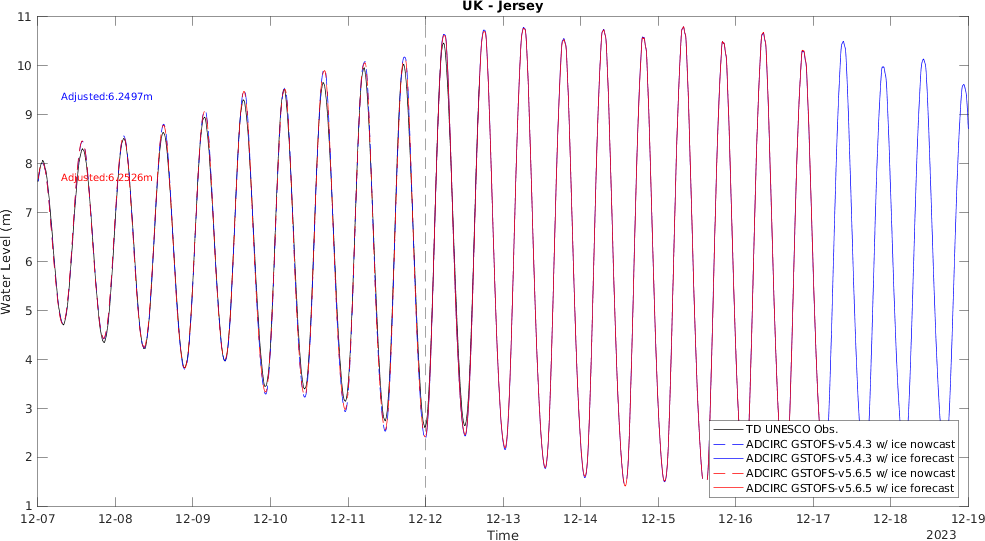 UK - Jersey
11
10
9
8
7
6
5
4
3
2
1
Water Level (m)
Adjusted:6.2497m
Adjusted:6.2526m
TD UNESCO Obs.
ADCIRC GSTOFS-v5.4.3 w/ ice nowcast
ADCIRC GSTOFS-v5.4.3 w/ ice forecast
ADCIRC GSTOFS-v5.6.5 w/ ice nowcast
ADCIRC GSTOFS-v5.6.5 w/ ice forecast
12-07 12-08 12-09 12-10 12-11 12-12 12-13 12-14 12-15 12-16 12-17 12-18 12-19
Time
2023